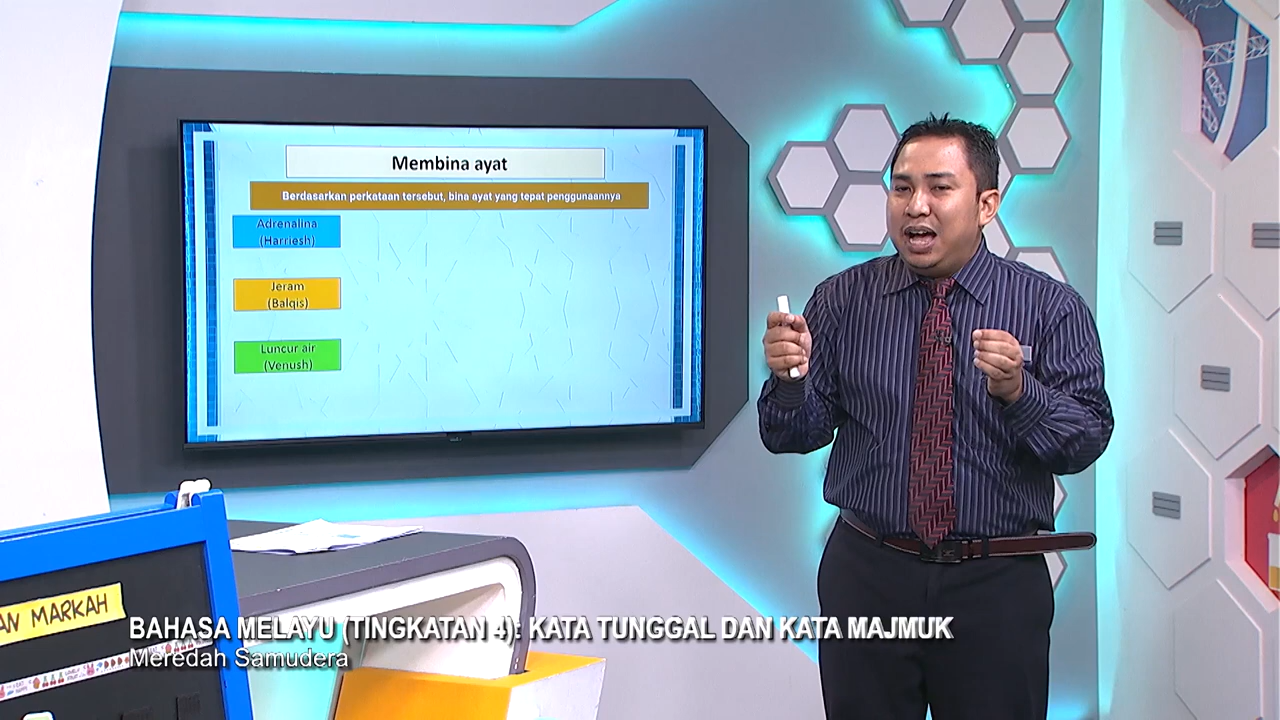 Membina ayat
Berdasarkan perkataan tersebut, bina ayat yang tepat penggunaannya
Adrenalina
(Harriesh)
Jeram
(Balqis)
Luncur air
(Venush)
AN MARKAH
BAHASA MELAYU (TINGKATAN 4): KATA TUNGGAL DAN KATA MAJMUK
Meredah Samudera